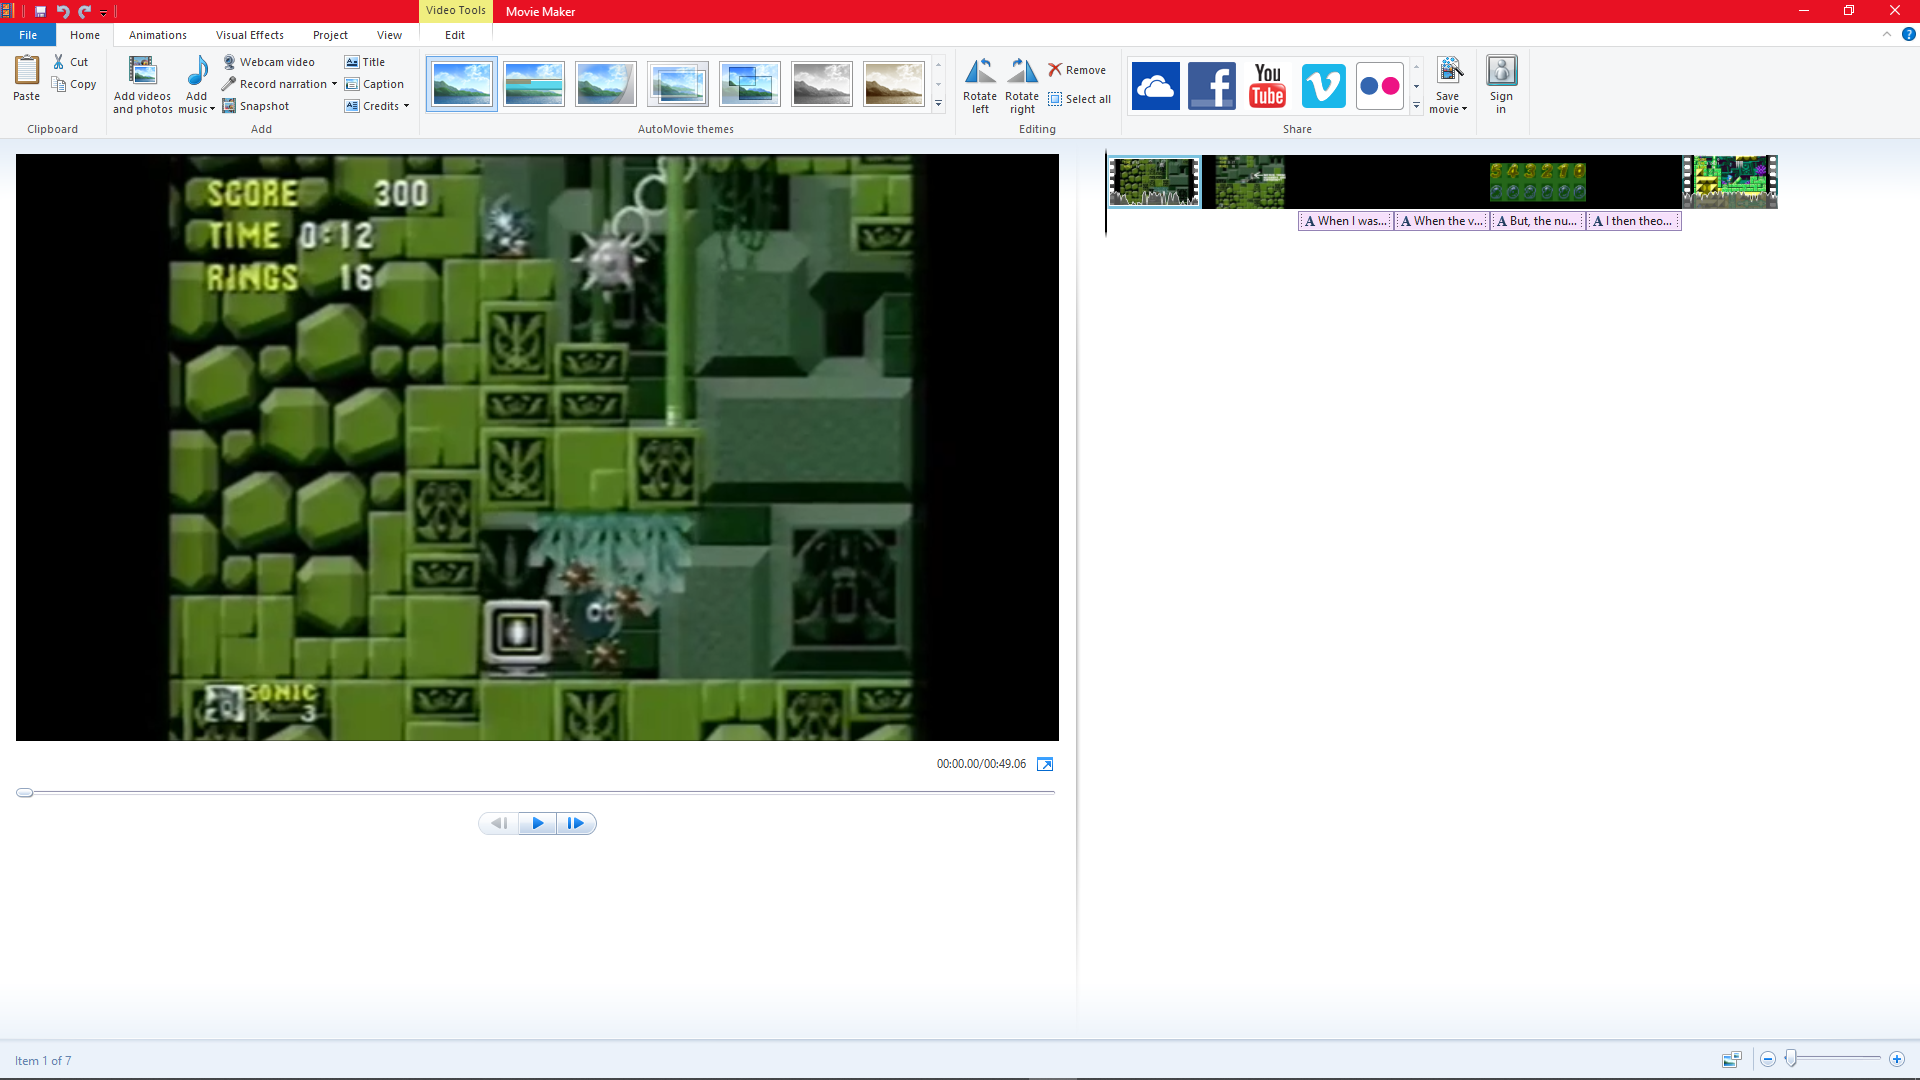 Video Tools
Movie Maker
File
Home
Animations
Visual Effects
Project
View
Edit
Paste
Cut
Copy
Clipboard
Add videos
and photos
Add
music
Webcam video
Record narration
Snapshot
Title
Caption
Credits
Add
AutoMovie themes
Rotate
left
Rotate
right
Remove
Select all
Editing
You
Tube
Share
Save
movie
Sign
in
SCORE 300
TIME 0:12
RINGS 16
SONIC
x 3
A When I was...
A When the v...
A But, the nu...
A I then theo...
00:00.00/00:49.06
Item 1 of 7